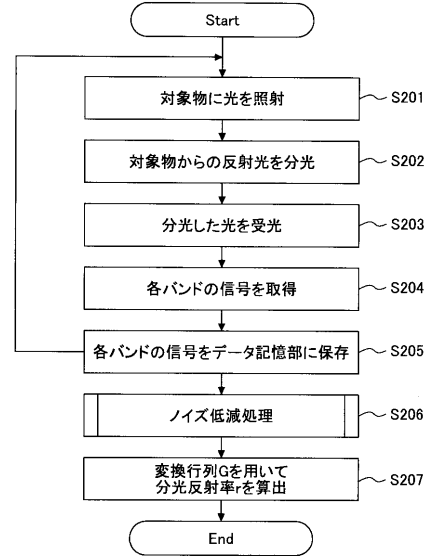 Start
対象物に光を照射
S201
対象物からの反射光を分光
S202
分光した光を受光
S203
各バンドの信号を取得
S204
各バンドの信号をデータ記憶部に保存
S205
ノイズ低減処理
S206
変換行列Gを用いて
分光反射率rを算出
S207
End